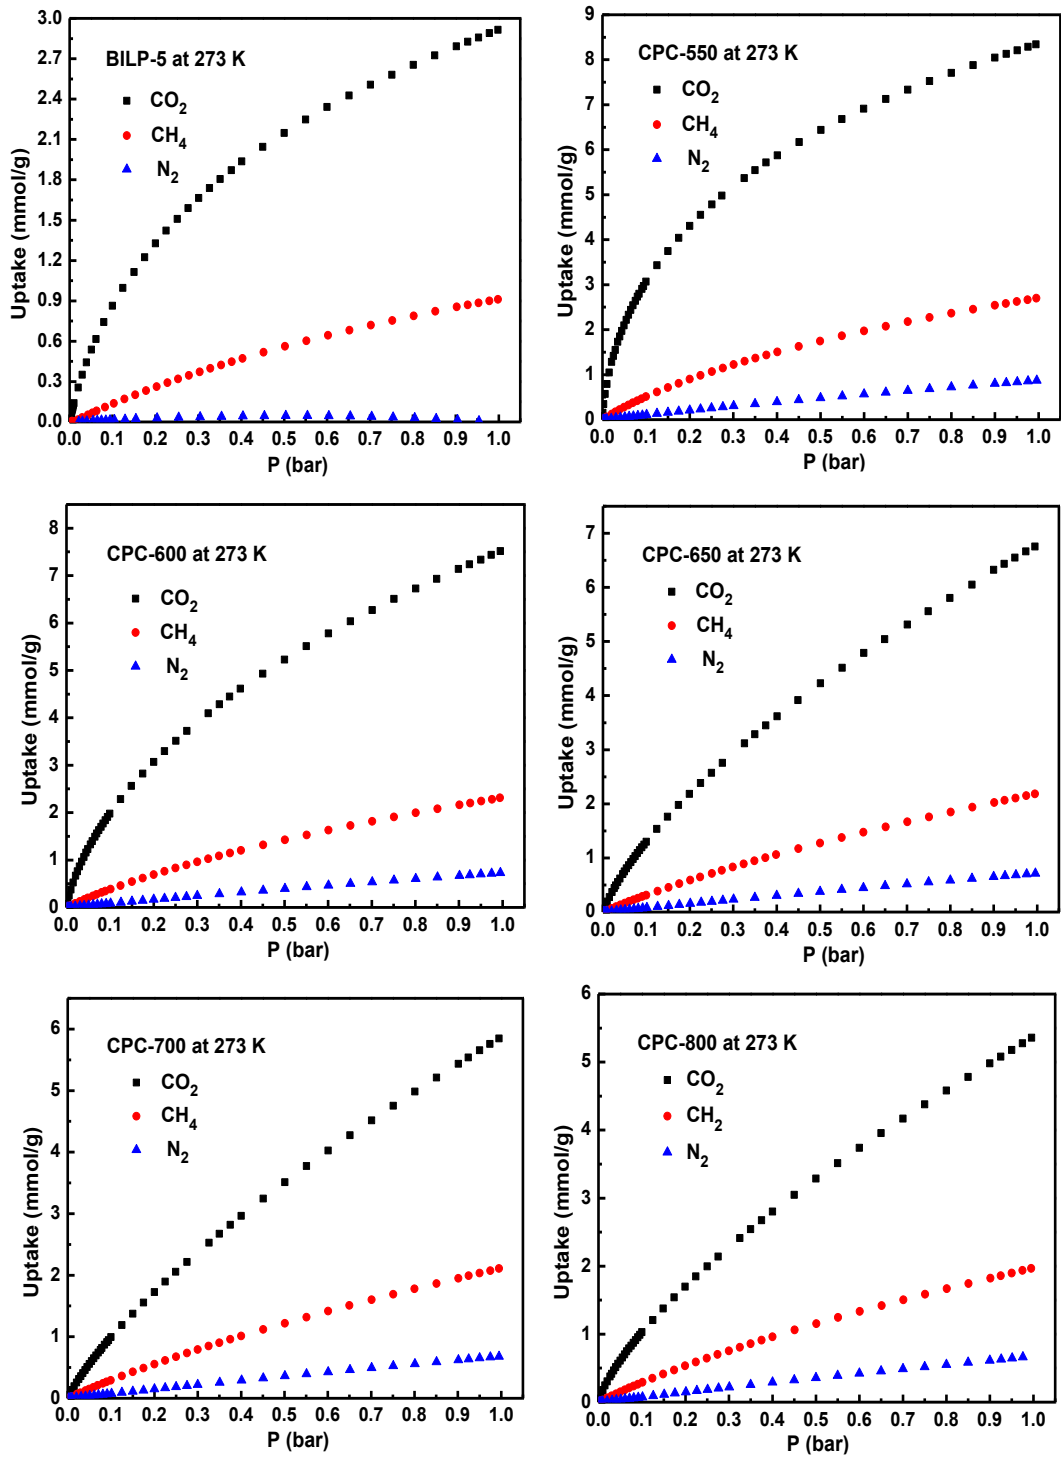 BILP-5 at 273 K
CO2
CH4
N2
Uptake (mmol/g)
3.0
2.7
2.4
2.1
1.8
1.5
1.2
0.9
0.6
0.3
0.0
0.0 0.1 0.2 0.3 0.4 0.5 0.6 0.7 0.8 0.9 1.0
P (bar)
CPC-550 at 273 K
CO2
CH4
N2
Uptake (mmol/g)
9
8
7
6
5
4
3
2
1
0
0.0 0.1 0.2 0.3 0.4 0.5 0.6 0.7 0.8 0.9 1.0
P (bar)
CPC-600 at 273 K
CO2
CH4
N2
Uptake (mmol/g)
8
7
6
5
4
3
2
1
0
0.0 0.1 0.2 0.3 0.4 0.5 0.6 0.7 0.8 0.9 1.0
P (bar)
CPC-650 at 273 K
CO2
CH4
N2
Uptake (mmol/g)
7
6
5
4
3
2
1
0
0.0 0.1 0.2 0.3 0.4 0.5 0.6 0.7 0.8 0.9 1.0
P (bar)
CPC-700 at 273 K
CO2
CH4
N2
Uptake (mmol/g)
6
5
4
3
2
1
0
0.0 0.1 0.2 0.3 0.4 0.5 0.6 0.7 0.8 0.9 1.0
P (bar)
CPC-800 at 273 K
CO2
CH2
N2
Uptake (mmol/g)
6
5
4
3
2
1
0
0.0 0.1 0.2 0.3 0.4 0.5 0.6 0.7 0.8 0.9 1.0
P (bar)